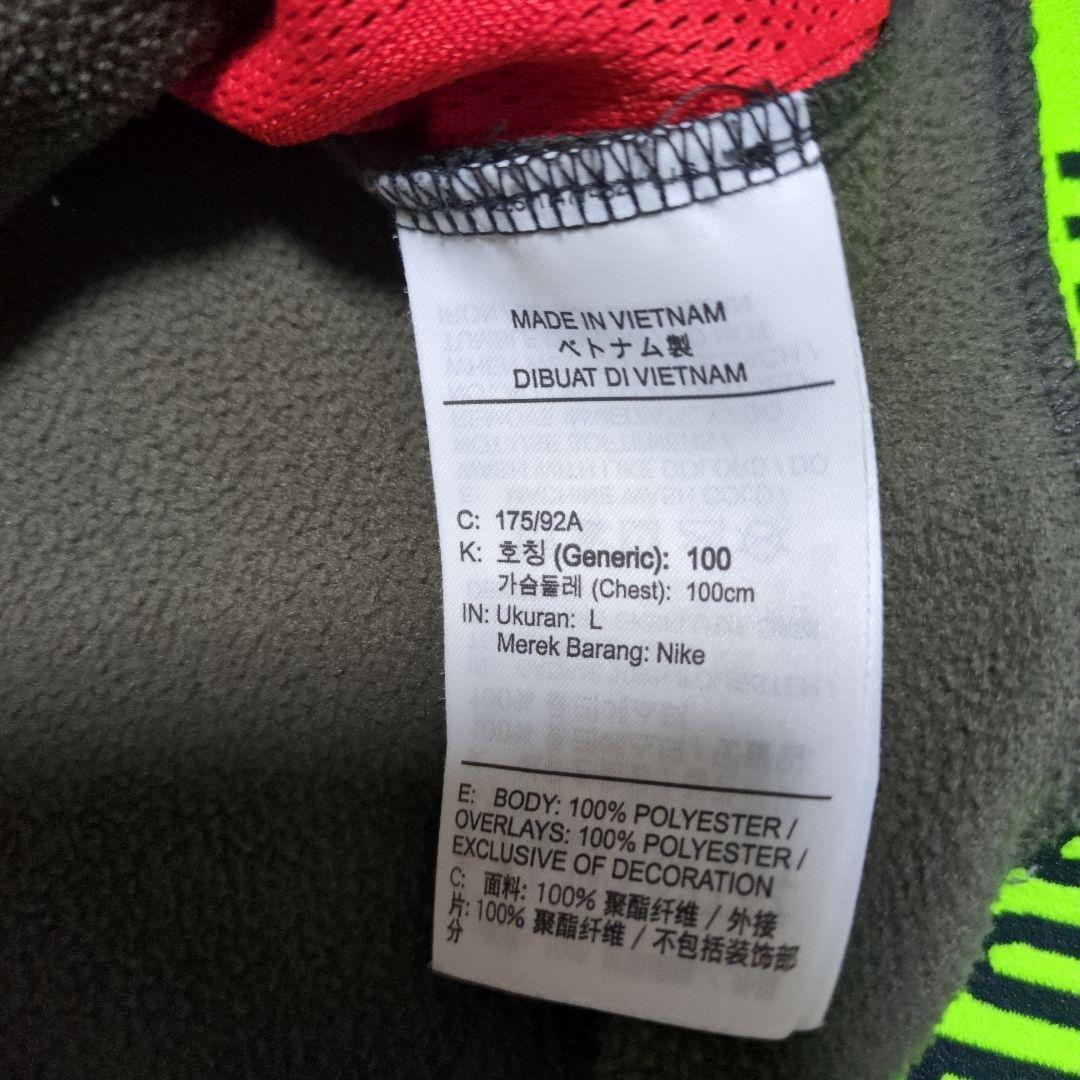 MADE IN VIETNAM
ベトナム製
DIBUAT DI VIETNAM
C: 175/92A
K: 호칭 (Generic): 100
가슴둘레 (Chest): 100cm
IN: Ukuran: L
Merek Barang: Nike
E: BODY: 100% POLYESTER /
OVERLAYS: 100% POLYESTER /
EXCLUSIVE OF DECORATION
C: 面料: 100% 聚酯纤维 / 外接
片: 100% 聚酯纤维 / 不包括装饰部
分